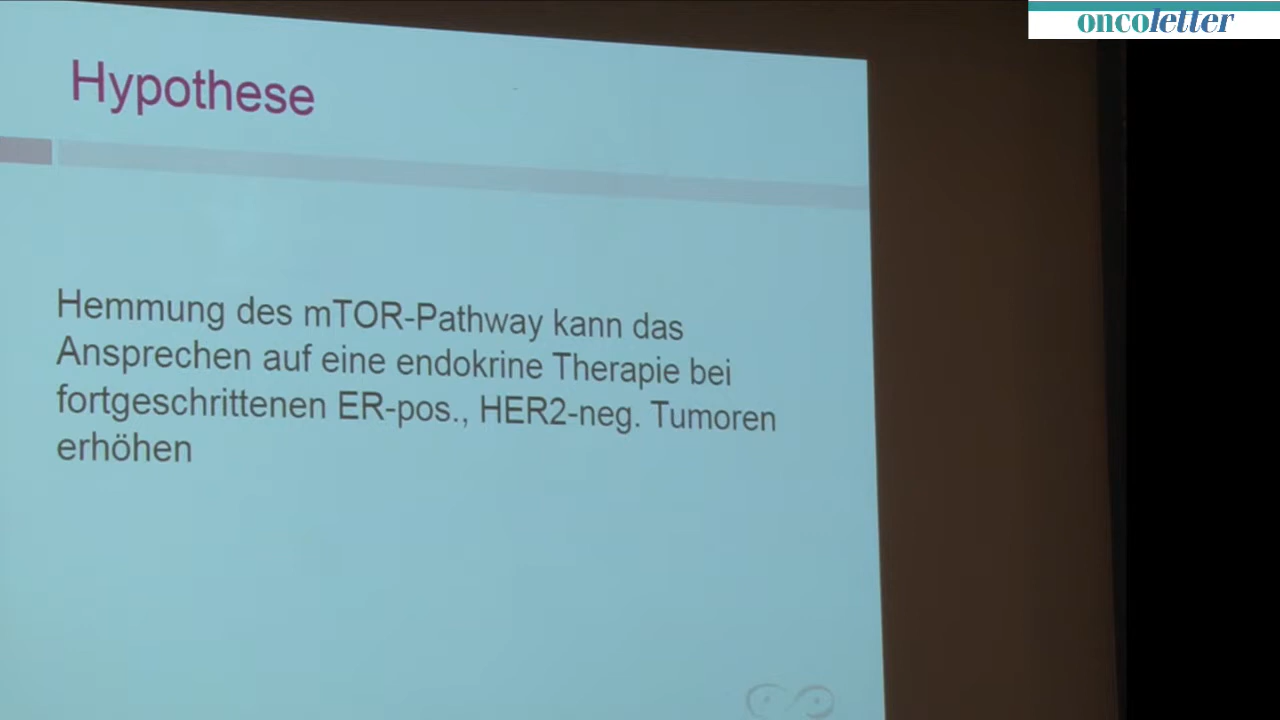 oncoletter
Hypothese
Hemmung des mTOR-Pathway kann das
Ansprechen auf eine endokrine Therapie bei
fortgeschrittenen ER-pos., HER2-neg. Tumoren
erhöhen